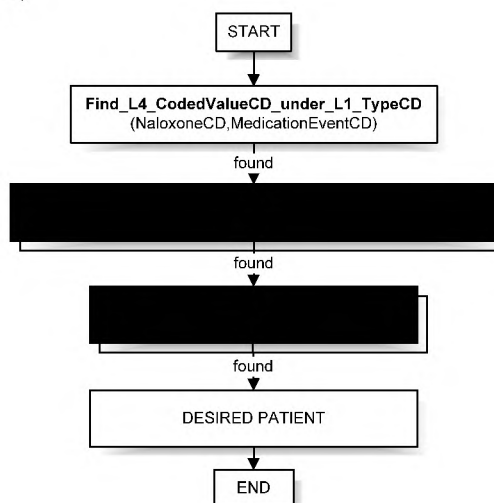 START
Find_L4_CodedValueCD_under_L1_TypeCD
(NaloxoneCD,MedicationEventCD)
found
found
found
DESIRED PATIENT
END